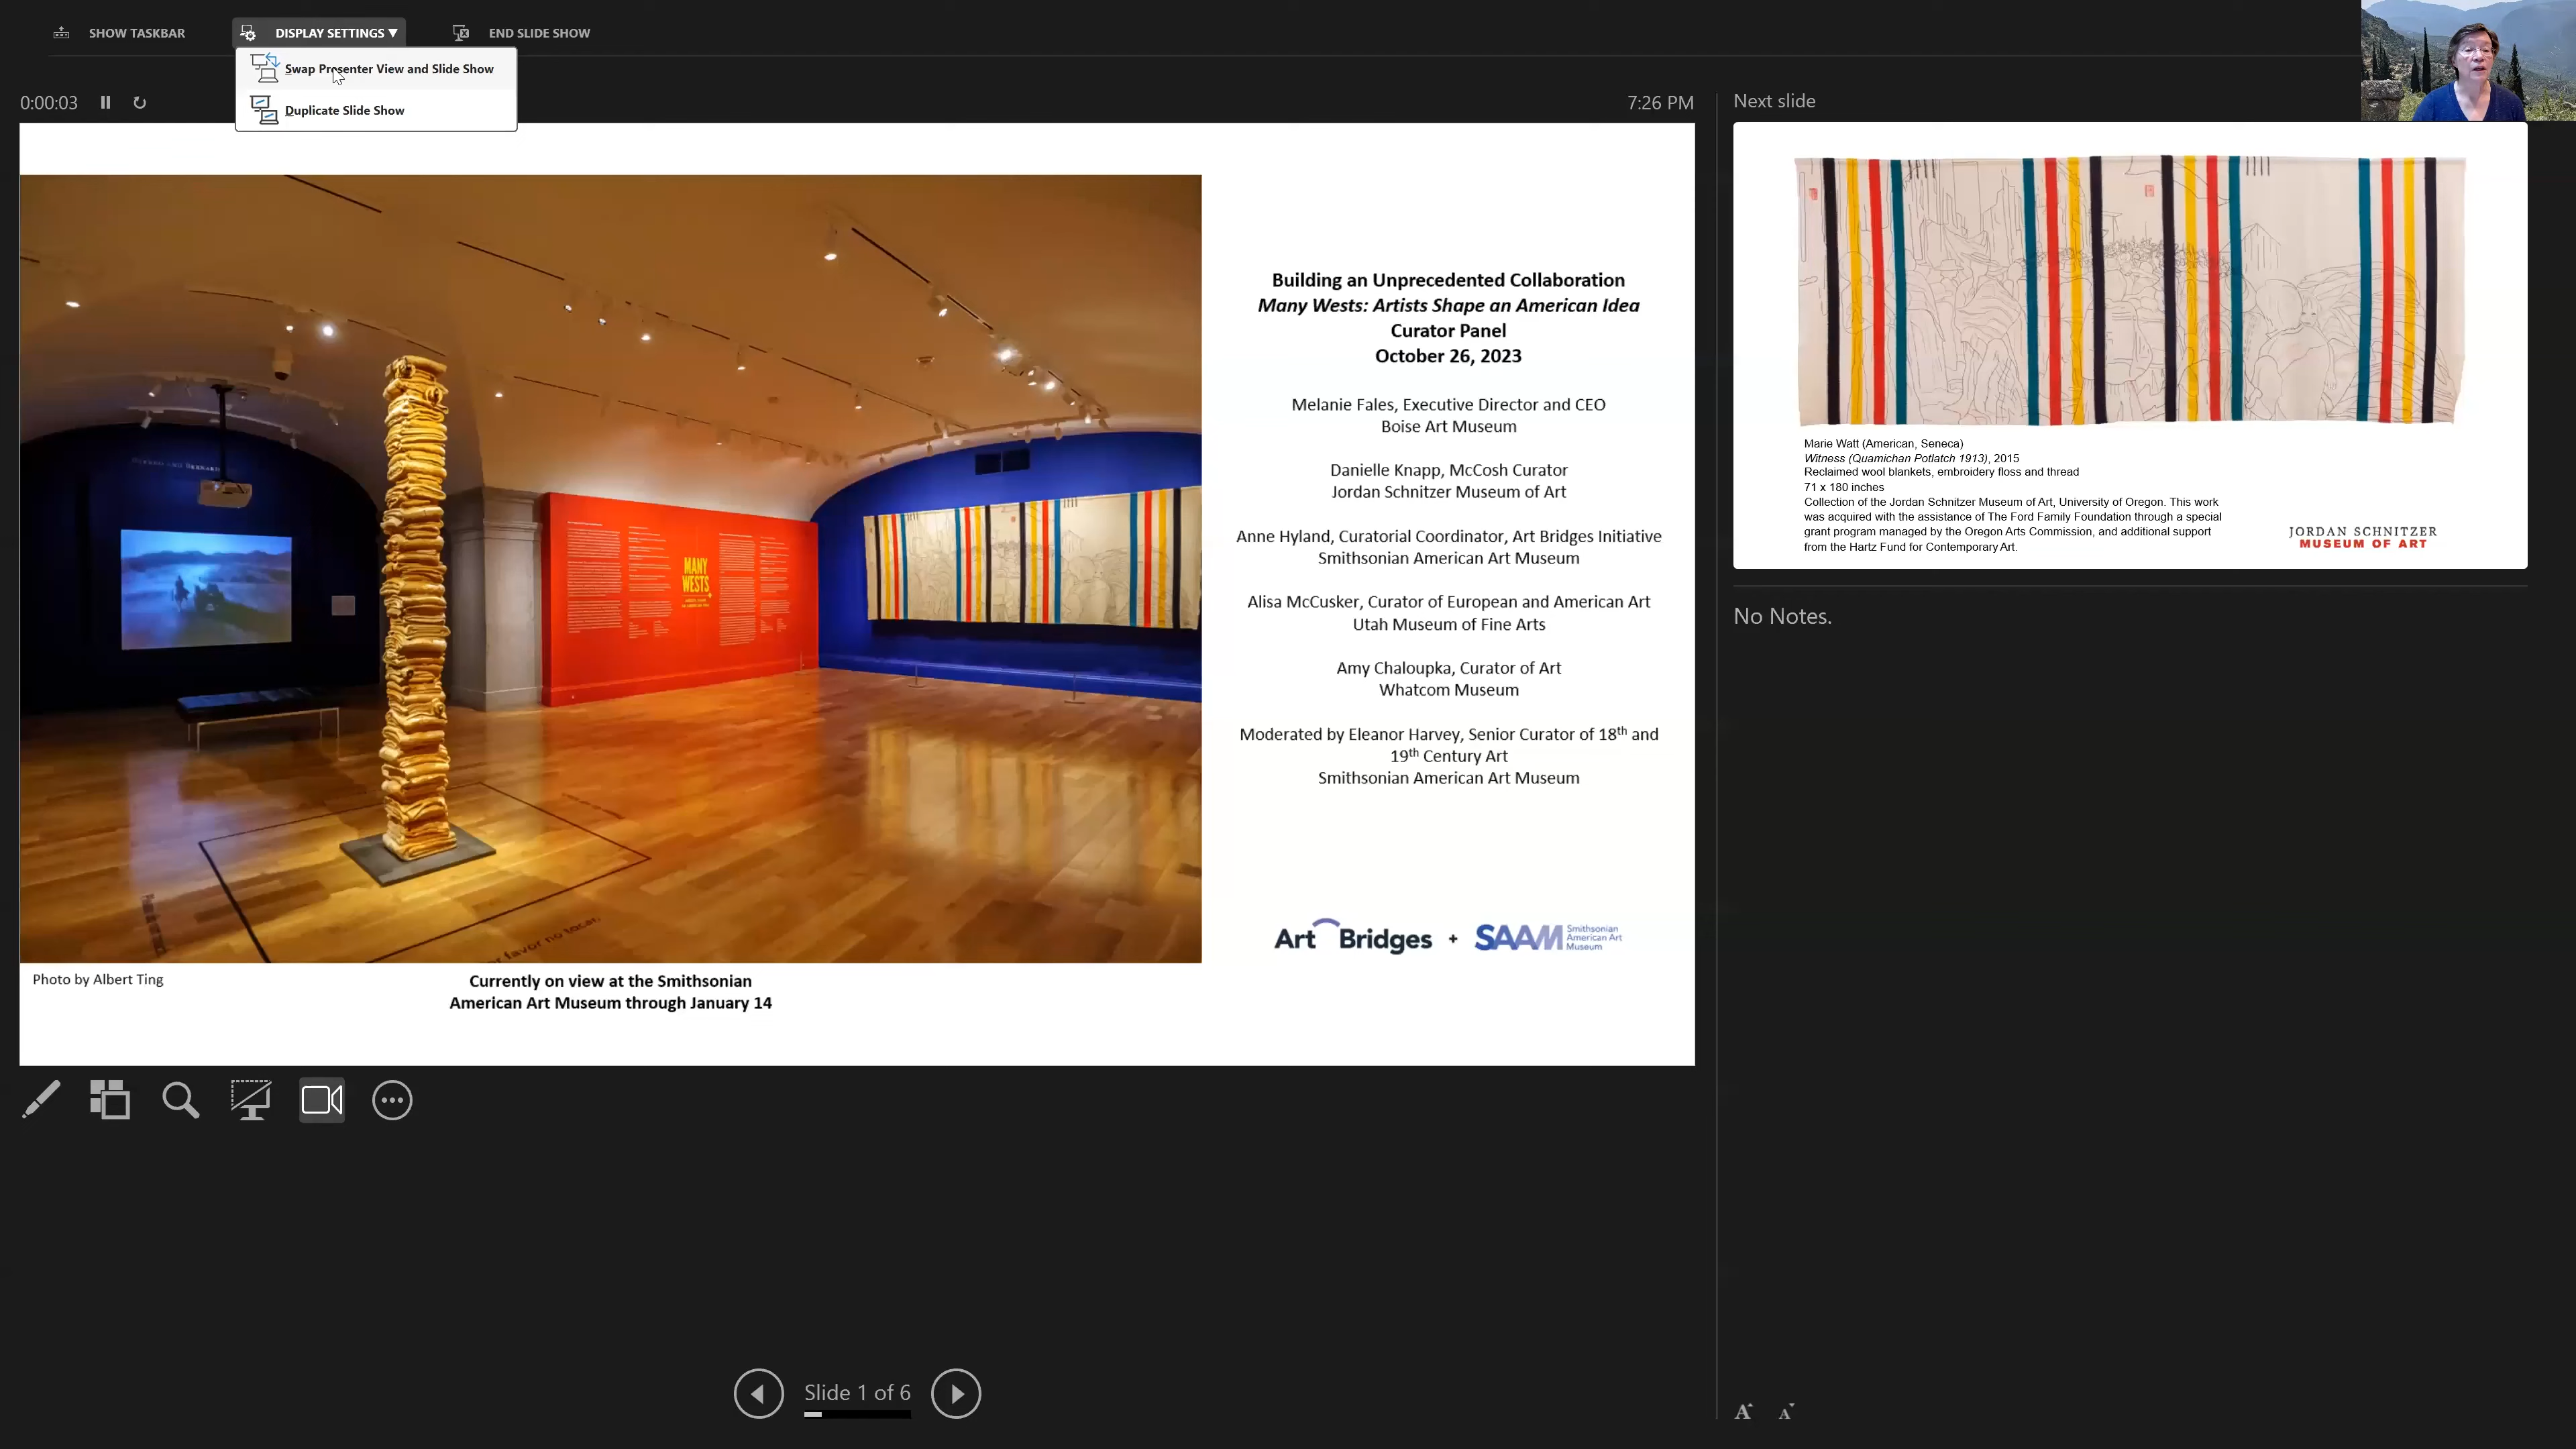 SHOW TASKBAR
DISPLAY SETTINGS ▼
END SLIDE SHOW
Swap Presenter View and Slide Show
Duplicate Slide Show
0:00:03
7:26 PM
MANY
WESTS
Building an Unprecedented Collaboration
Many Wests: Artists Shape an American Idea
Curator Panel
October 26, 2023
Melanie Fales, Executive Director and CEO
Boise Art Museum
Danielle Knapp, McCosh Curator
Jordan Schnitzer Museum of Art
Anne Hyland, Curatorial Coordinator, Art Bridges Initiative
Smithsonian American Art Museum
Alisa McCusker, Curator of European and American Art
Utah Museum of Fine Arts
Amy Chaloupka, Curator of Art
Whatcom Museum
Moderated by Eleanor Harvey, Senior Curator of 18th and
19th Century Art
Smithsonian American Art Museum
Art Bridges + SAAM Smithsonian
American Art
Museum
favor no tocar.
Photo by Albert Ting
Currently on view at the Smithsonian
American Art Museum through January 14
Slide 1 of 6
Next slide
Marie Watt (American, Seneca)
Witness (Quamichan Potlatch 1913), 2015
Reclaimed wool blankets, embroidery floss and thread
71 x 180 inches
Collection of the Jordan Schnitzer Museum of Art, University of Oregon. This work
was acquired with the assistance of The Ford Family Foundation through a special
grant program managed by the Oregon Arts Commission, and additional support
from the Hartz Fund for Contemporary Art.
JORDAN SCHNITZER
MUSEUM OF ART
No Notes.
A A